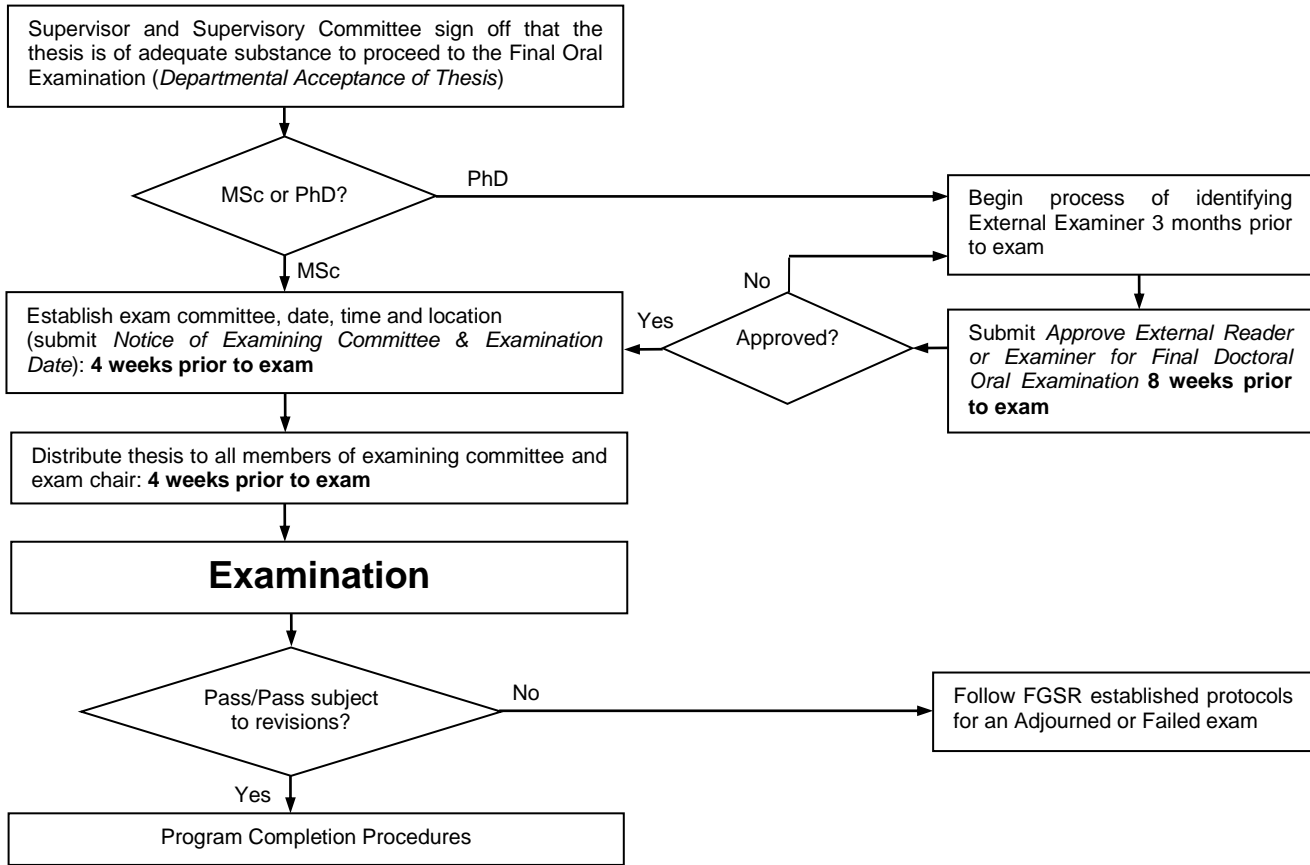 Supervisor and Supervisory Committee sign off that the
thesis is of adequate substance to proceed to the Final Oral
Examination (Departmental Acceptance of Thesis)
MSc or PhD?
PhD
MSc
Begin process of identifying
External Examiner 3 months prior
to exam
Submit Approve External Reader
or Examiner for Final Doctoral
Oral Examination 8 weeks prior
to exam
Approved?
No
Yes
Establish exam committee, date, time and location
(submit Notice of Examining Committee & Examination
Date): 4 weeks prior to exam
Distribute thesis to all members of examining committee and
exam chair: 4 weeks prior to exam
Examination
Pass/Pass subject
to revisions?
No
Follow FGSR established protocols
for an Adjourned or Failed exam
Yes
Program Completion Procedures